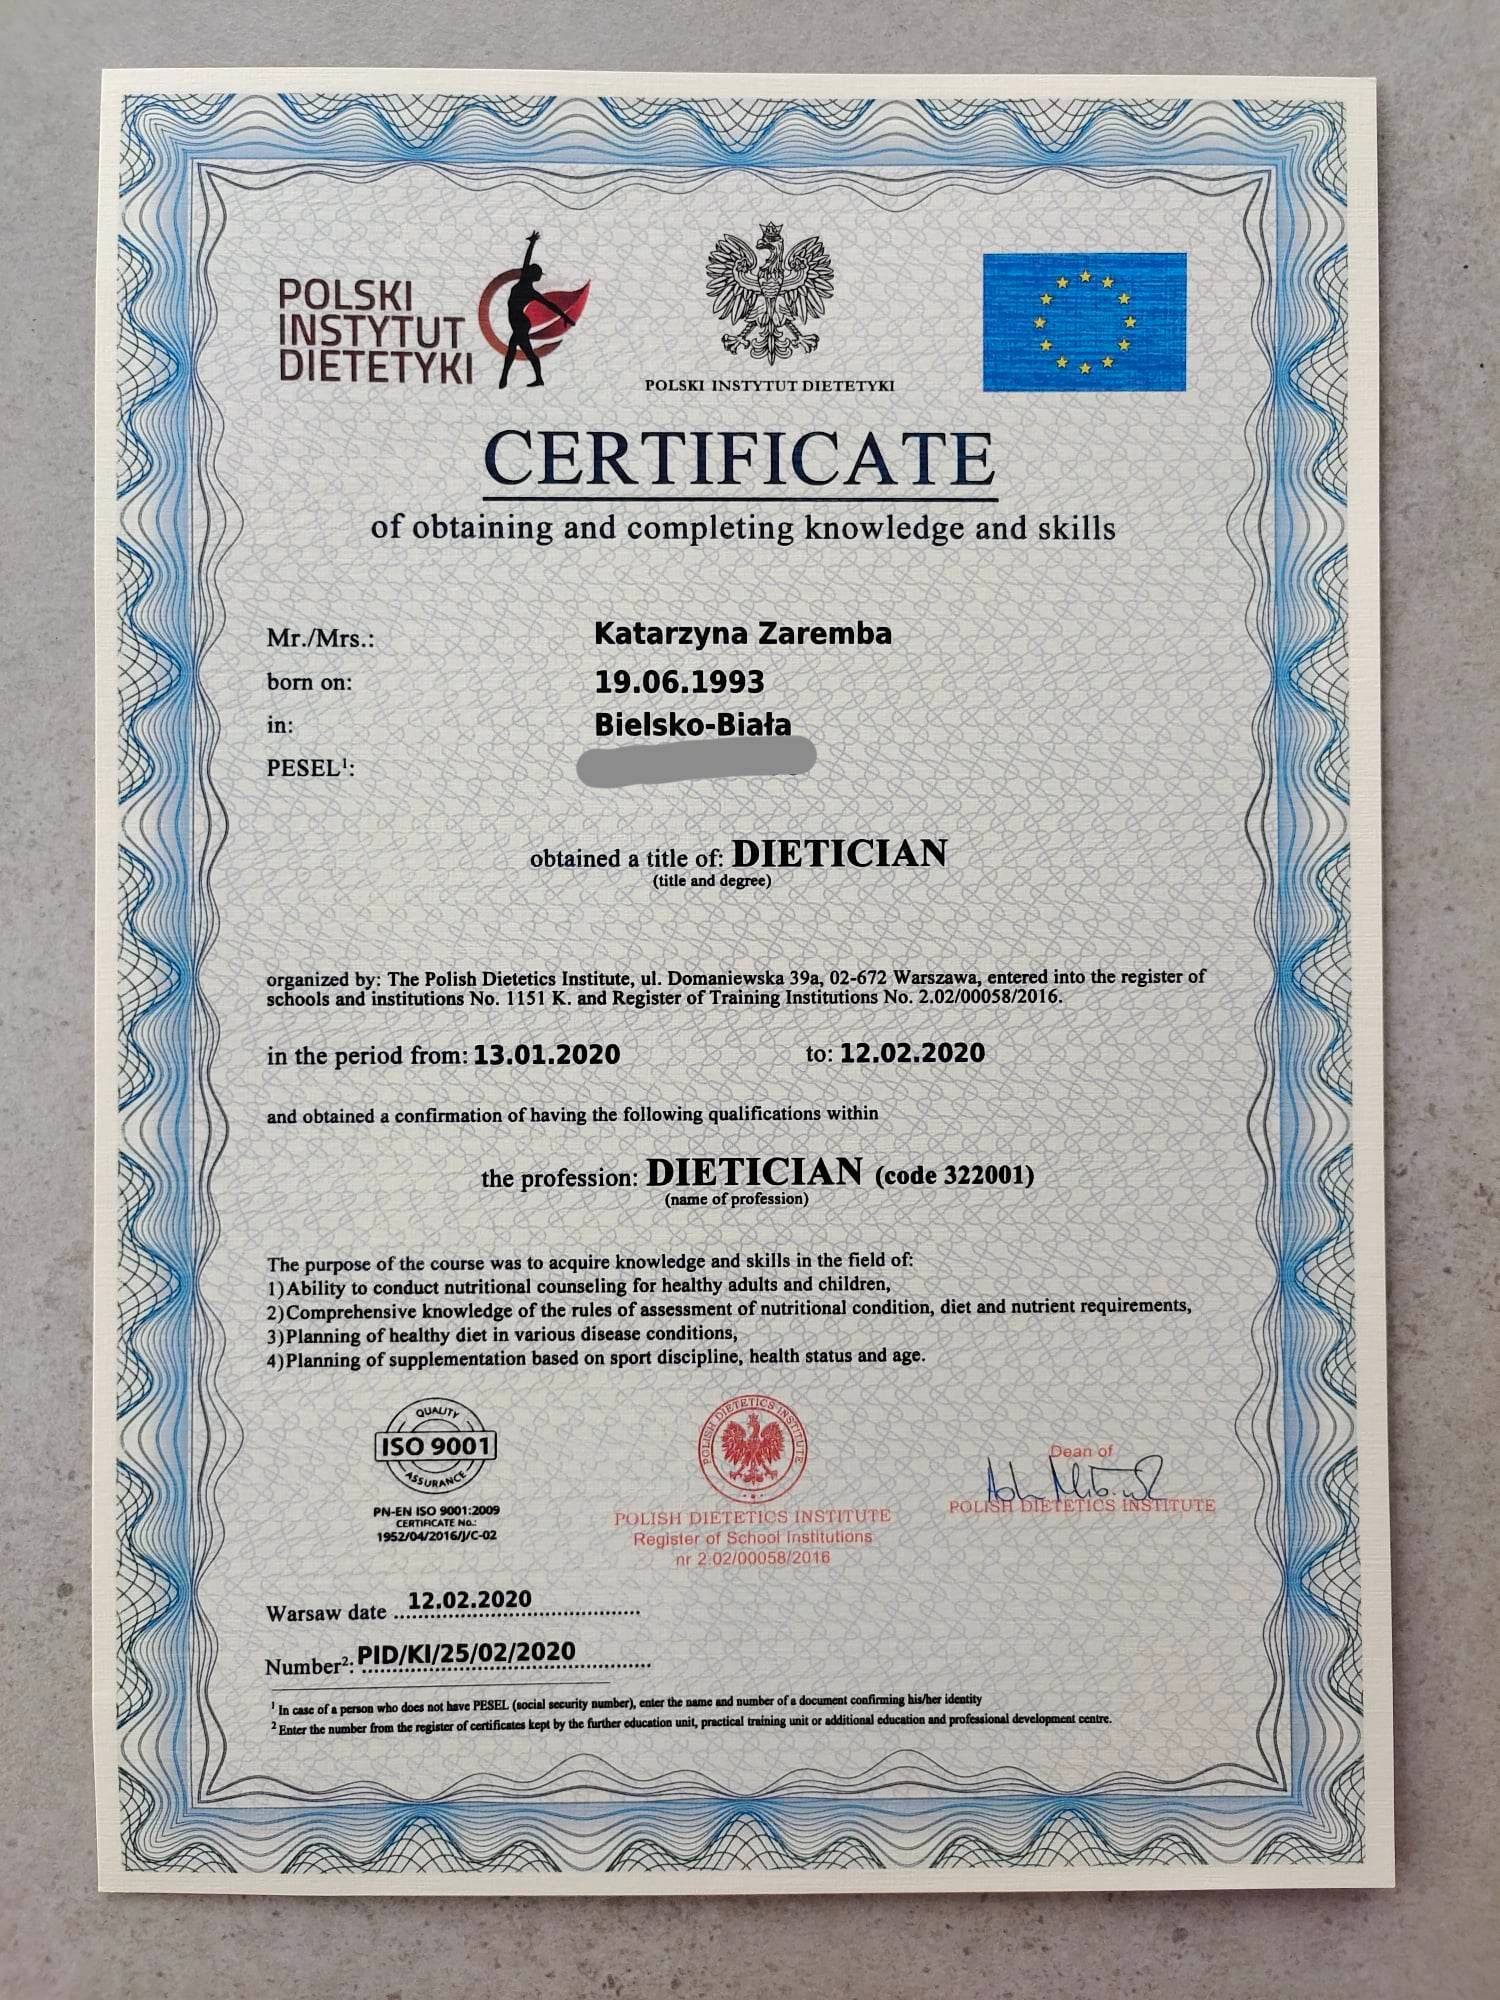 POLSKI
INSTYTUT
DIETETYKI
POLSKI INSTYTUT DIETETYKI
CERTIFICATE
of obtaining and completing knowledge and skills
Mr./Mrs.: Katarzyna Zaremba
born on: 19.06.1993
in: Bielsko-Biała
PESEL¹:
obtained a title of: DIETICIAN
(title and degree)
organized by: The Polish Dietetics Institute, ul. Domaniewska 39a, 02-672 Warszawa, entered into the register of
schools and institutions No. 1151 K. and Register of Training Institutions No. 2.02/00058/2016.
in the period from: 13.01.2020 to: 12.02.2020
and obtained a confirmation of having the following qualifications within
the profession: DIETICIAN (code 322001)
(name of profession)
The purpose of the course was to acquire knowledge and skills in the field of:
1)Ability to conduct nutritional counseling for healthy adults and children,
2)Comprehensive knowledge of the rules of assessment of nutritional condition, diet and nutrient requirements,
3)Planning of healthy diet in various disease conditions,
4)Planning of supplementation based on sport discipline, health status and age.
QUALITY
ISO 9001
ASSURANCE
PN-EN ISO 9001:2009
CERTIFICATE No.:
1952/04/2016/J/C-02
POLISH DIETETICS INSTITUTE
POLISH DIETETICS INSTITUTE
Register of School Institutions
nr 2.02/00058/2016
Dean of
POLISH DIETETICS INSTITUTE
Warsaw date 12.02.2020
Number²: PID/KI/25/02/2020
¹ In case of a person who does not have PESEL (social security number), enter the name and number of a document confirming his/her identity
² Enter the number from the register of certificates kept by the further education unit, practical training unit or additional education and professional development centre.